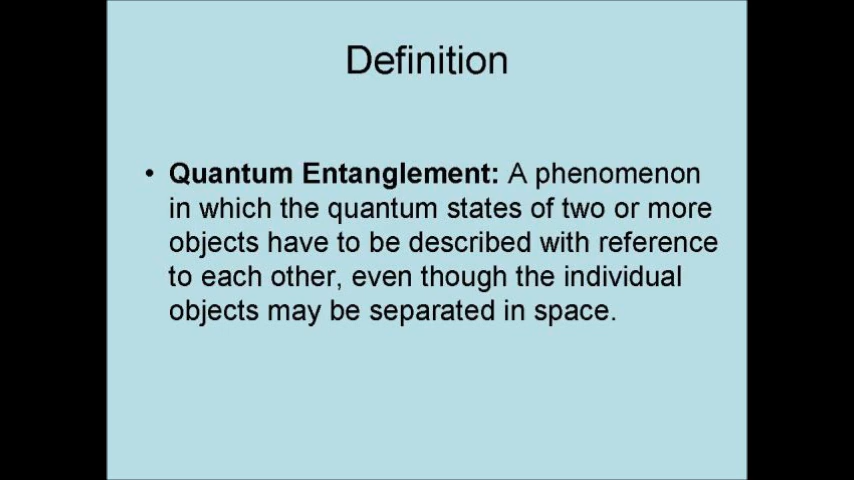 Definition
• Quantum Entanglement: A phenomenon
in which the quantum states of two or more
objects have to be described with reference
to each other, even though the individual
objects may be separated in space.